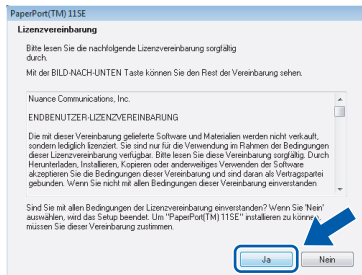 PaperPort(TM) 11SE
Lizenzvereinbarung
Bitte lesen Sie die nachfolgende Lizenzvereinbarung sorgfältig
durch.
Mit der BILD-NACH-UNTEN Taste können Sie den Rest der Vereinbarung sehen.
Nuance Communications, Inc.
ENDBENUTZER-LIZENZVEREINBARUNG
Die mit dieser Vereinbarung gelieferte Software und Materialien werden nicht verkauft,
sondern lediglich lizenziert. Sie sind nur für die Verwendung im Rahmen der Bedingungen
dieser Lizenzvereinbarung verfügbar. Bitte lesen Sie diese Vereinbarung sorgfältig. Durch
Herunterladen, Installieren, Kopieren oder anderweitiges Verwenden der Software
akzeptieren Sie die Bedingungen dieser Vereinbarung und sind daran als Vertragspartei
gebunden. Wenn Sie nicht mit allen Bedingungen dieser Vereinbarung einverstanden
Sind Sie mit allen Bedingungen der Lizenzvereinbarung einverstanden? Wenn Sie 'Nein'
auswählen, wird das Setup beendet. Um "PaperPort(TM) 11SE" installieren zu können,
müssen Sie dieser Vereinbarung zustimmen.
Ja
Nein